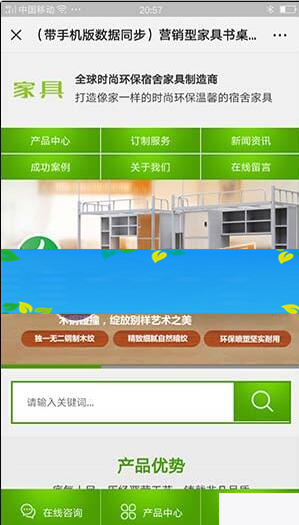 中国移动
20:57
（带手机版数据同步）营销型家具书桌...
家具
全球时尚环保宿舍家具制造商
打造像家一样的时尚环保温馨的宿舍家具
产品中心
订制服务
新闻资讯
成功案例
关于我们
在线留言
绽放别样艺术之美
独一无二铜制木纹
精致细腻自然暗纹
环保喷塑坚实耐用
请输入关键词...
产品优势
在线咨询
产品中心